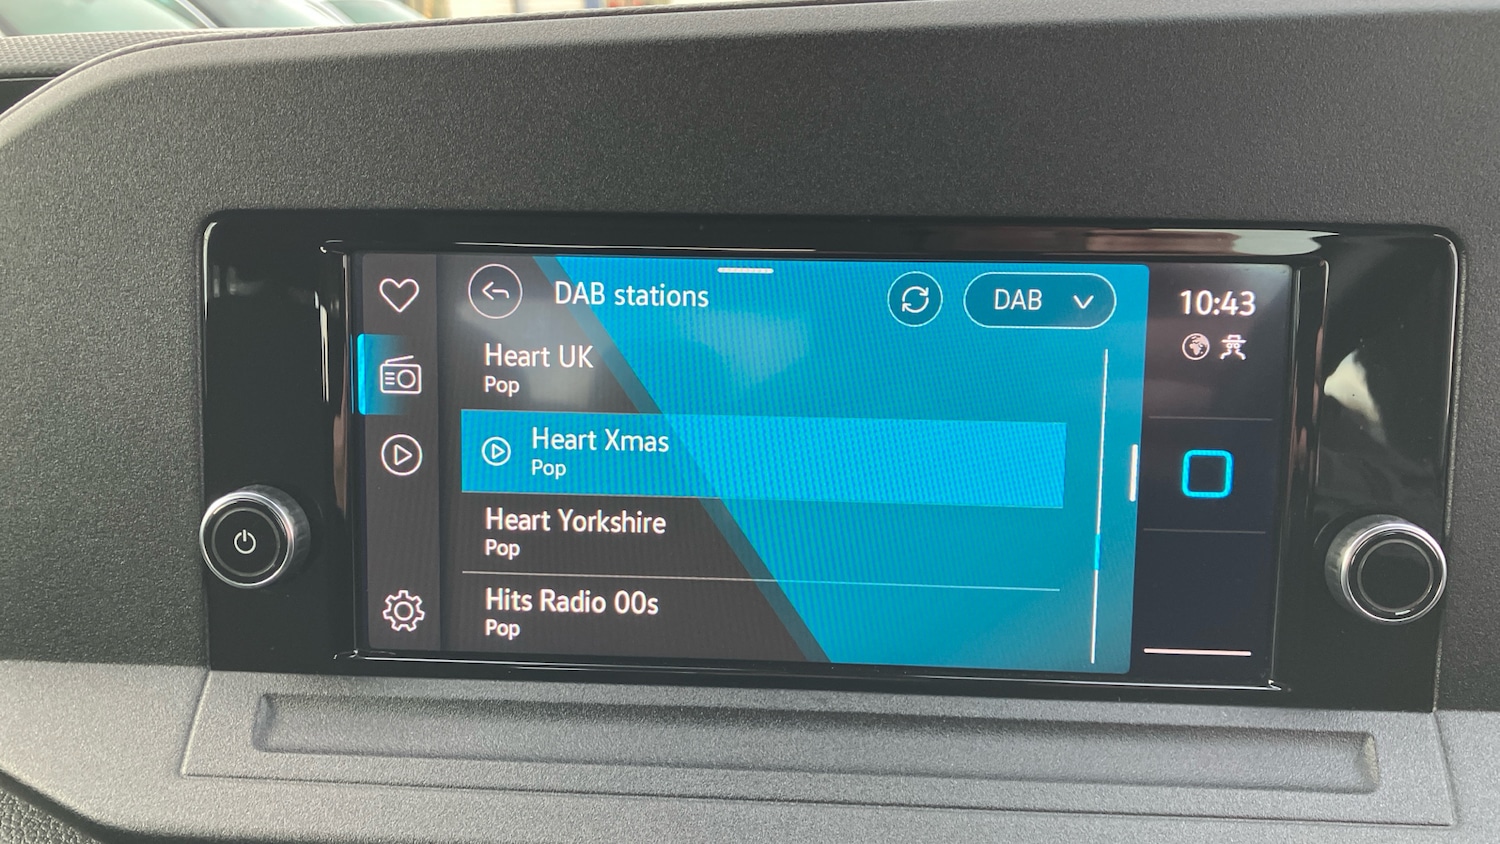 DAB stations
DAB
10:43
Heart UK
Pop
Heart Xmas
Pop
Heart Yorkshire
Pop
Hits Radio 00s
Pop